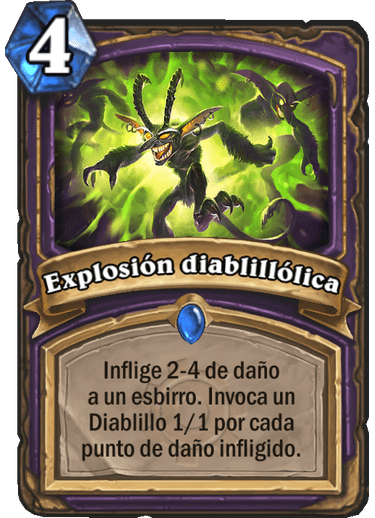 4
Explosión diablillólica
Inflige 2-4 de daño
a un esbirro. Invoca un
Diablillo 1/1 por cada
punto de daño infligido.